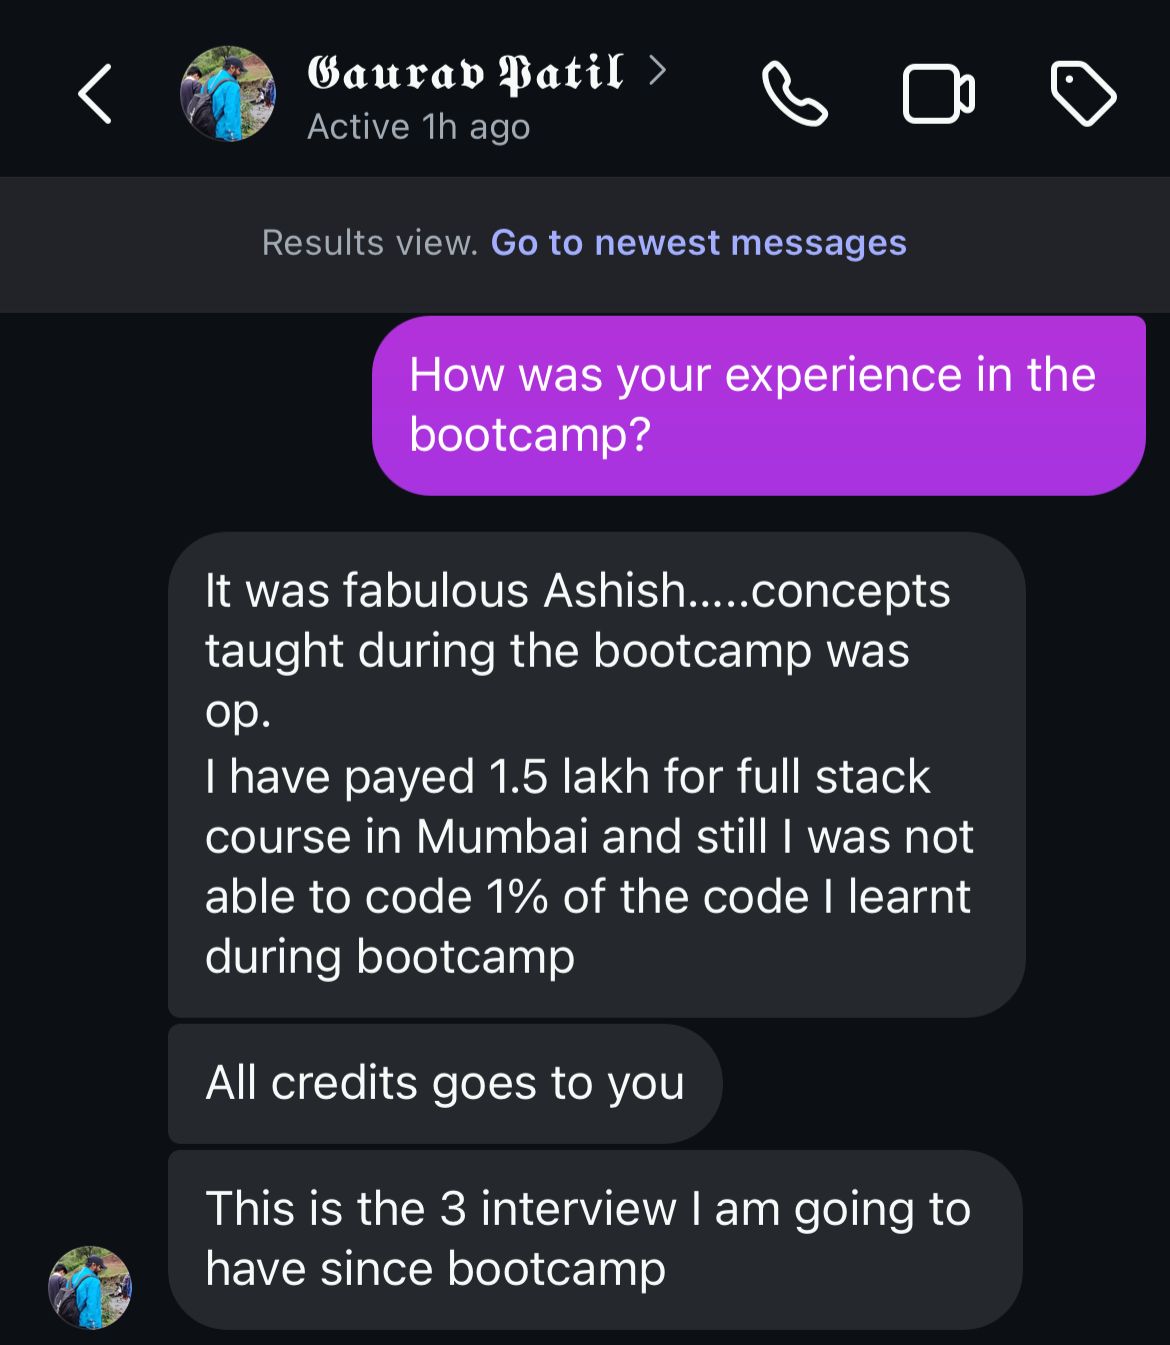 𝕲𝖆𝖚𝖗𝖆𝖛 𝕻𝖆𝖙𝖎𝖑
Active 1h ago
Results view. Go to newest messages
How was your experience in the
bootcamp?
It was fabulous Ashish.....concepts
taught during the bootcamp was
op.
I have payed 1.5 lakh for full stack
course in Mumbai and still I was not
able to code 1% of the code I learnt
during bootcamp
All credits goes to you
This is the 3 interview I am going to
have since bootcamp